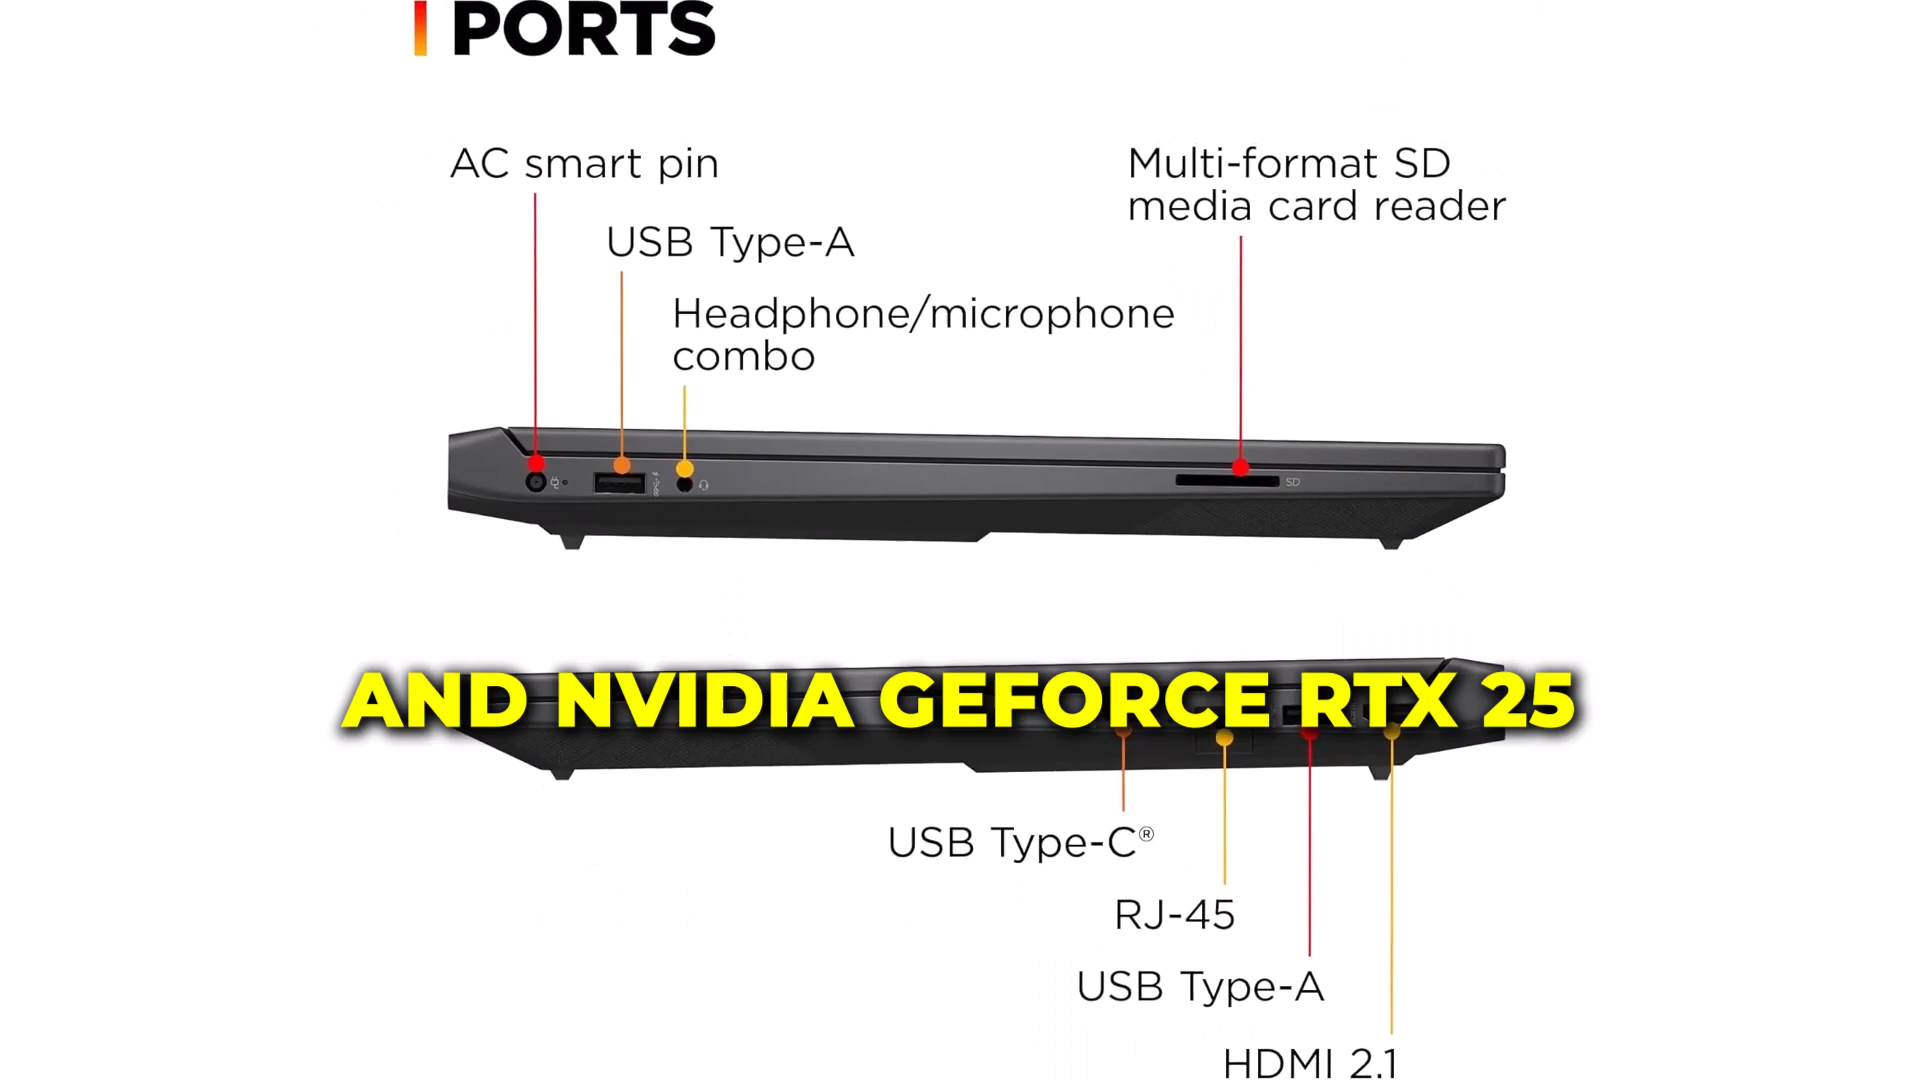 PORTS
AC smart pin
Multi-format SD
media card reader
USB Type-A
Headphone/microphone
combo
SD
AND NVIDIA GEFORCE RTX 25
USB Type-C®
RJ-45
USB Type-A
HDMI 2.1